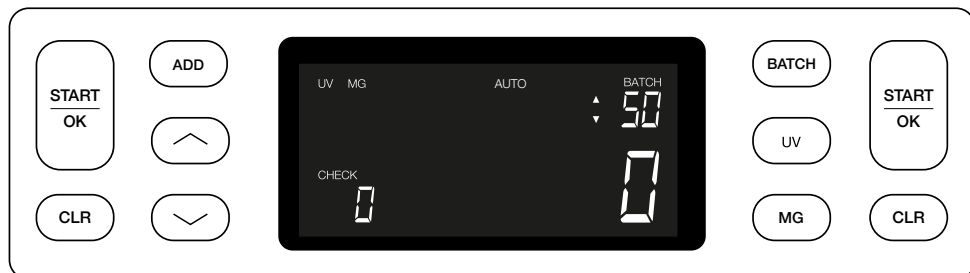 START
OK
CLR
ADD
UV MG AUTO BATCH
50
CHECK
0
0
BATCH
UV
MG
START
OK
CLR